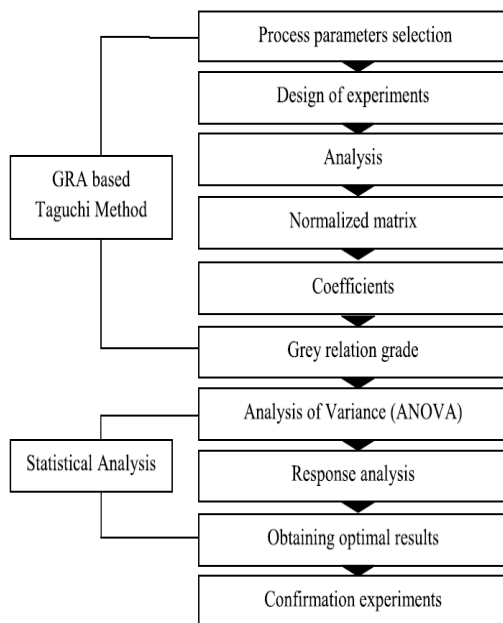 Process parameters selection
Design of experiments
Analysis
GRA based
Taguchi Method
Normalized matrix
Coefficients
Grey relation grade
Analysis of Variance (ANOVA)
Statistical Analysis
Response analysis
Obtaining optimal results
Confirmation experiments